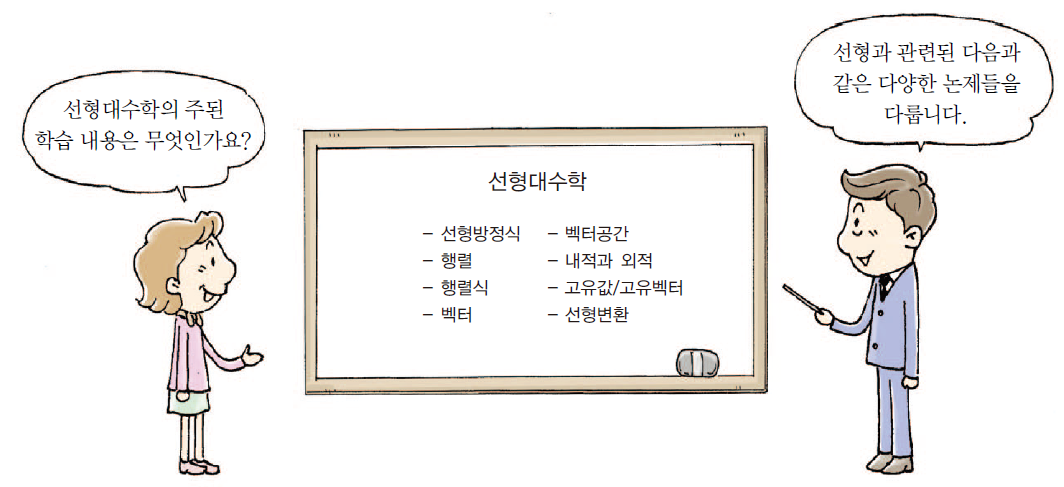 선형대수학의 주된
학습 내용은 무엇인가요?
선형대수학
– 선형방정식
– 행렬
– 행렬식
– 벡터
– 벡터공간
– 내적과 외적
– 고유값/고유벡터
– 선형변환
선형과 관련된 다음과
같은 다양한 논제들을
다룹니다.